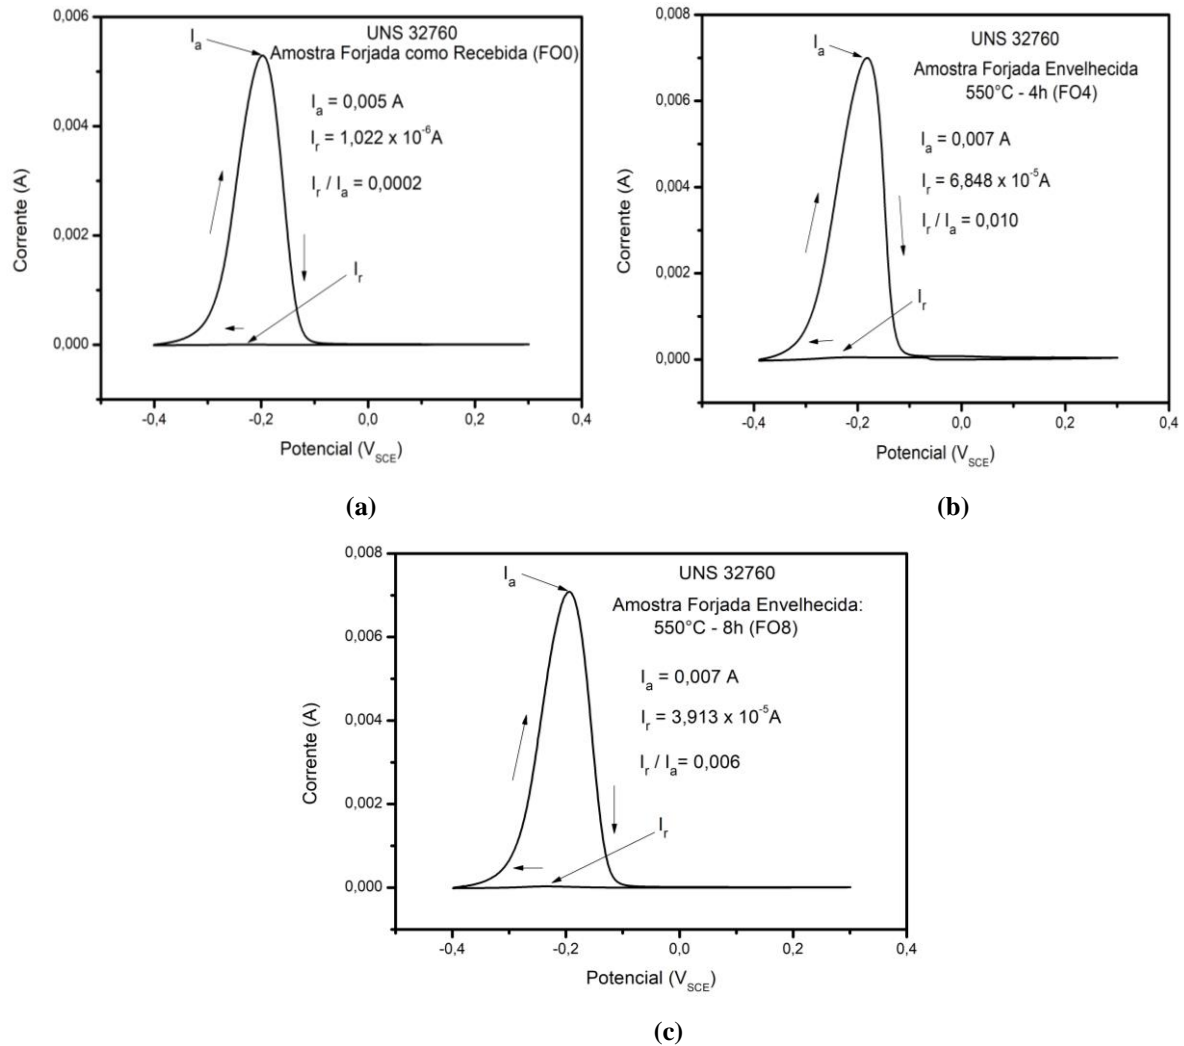 0,006
0,004
0,002
0,000
Corrente (A)
I_a
UNS 32760
Amostra Forjada como Recebida (FO0)
I_a = 0,005 A
I_r = 1,022 x 10^-6A
I_r / I_a = 0,0002
I_r
-0,4 -0,2 0,0 0,2 0,4
Potencial (V_SCE)
(a)
0,008
0,006
0,004
0,002
0,000
Corrente (A)
I_a
UNS 32760
Amostra Forjada Envelhecida
550°C - 4h (FO4)
I_a = 0,007 A
I_r = 6,848 x 10^-5A
I_r / I_a = 0,010
I_r
-0,4 -0,2 0,0 0,2 0,4
Potencial (V_SCE)
(b)
0,008
0,006
0,004
0,002
0,000
Corrente (A)
I_a
UNS 32760
Amostra Forjada Envelhecida:
550°C - 8h (FO8)
I_a = 0,007 A
I_r = 3,913 x 10^-5A
I_r / I_a = 0,006
I_r
-0,4 -0,2 0,0 0,2 0,4
Potencial (V_SCE)
(c)